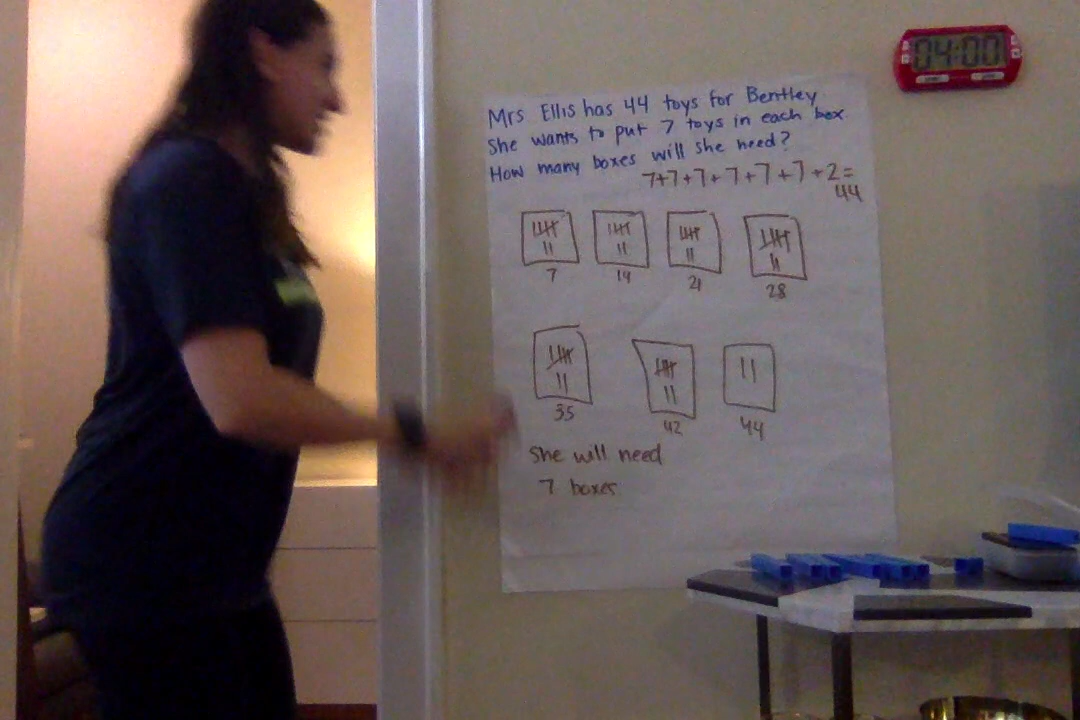 04:00
Mrs Ellis has 44 toys for Bentley.
She wants to put 7 toys in each box.
How many boxes will she need?
7+7+7+7+7+7+2=
44
7 14 21 28
35 42 44
She will need
7 boxes